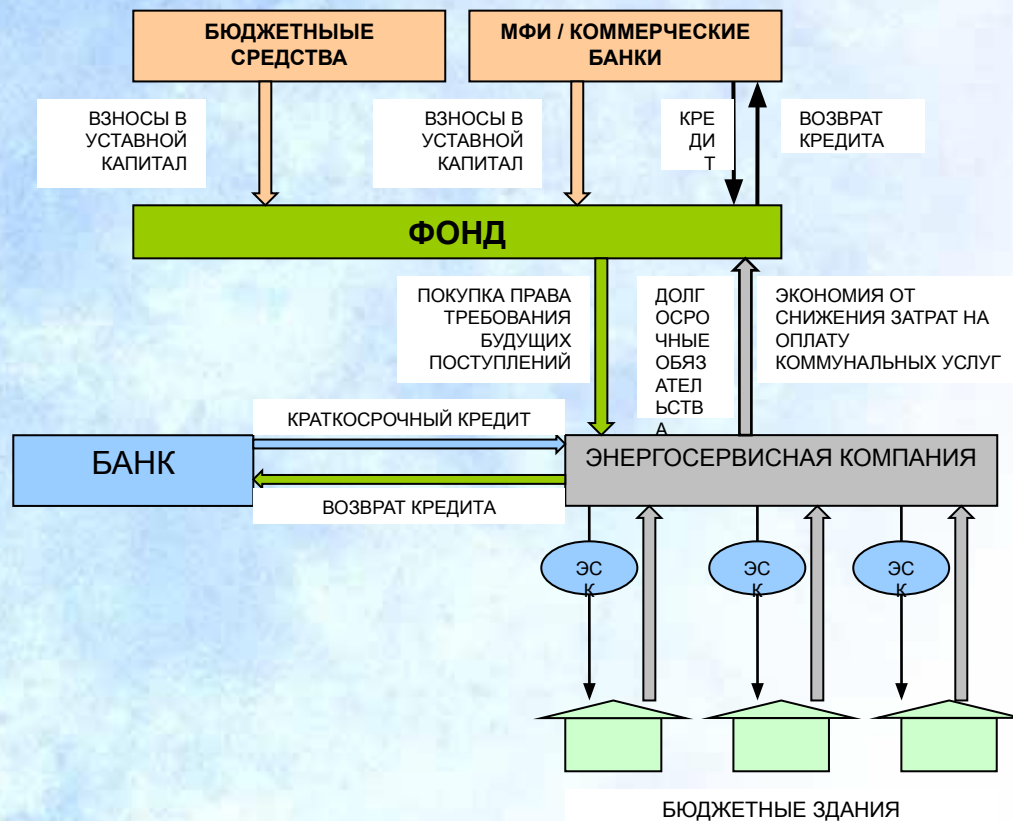 БЮДЖЕТНЫЫЕ
СРЕДСТВА
МФИ / КОММЕРЧЕСКИЕ
БАНКИ
ВЗНОСЫ В
УСТАВНОЙ
КАПИТАЛ
ВЗНОСЫ В
УСТАВНОЙ
КАПИТАЛ
КРЕ
ДИ
Т
ВОЗВРАТ
КРЕДИТА
ФОНД
ПОКУПКА ПРАВА
ТРЕБОВАНИЯ
БУДУЩИХ
ПОСТУПЛЕНИЙ
ДОЛГ
ОСРО
ЧНЫЕ
ОБЯЗ
АТЕЛ
ЬСТВ
А
ЭКОНОМИЯ ОТ
СНИЖЕНИЯ ЗАТРАТ НА
ОПЛАТУ
КОММУНАЛЬНЫХ УСЛУГ
КРАТКОСРОЧНЫЙ КРЕДИТ
БАНК
ЭНЕРГОСЕРВИСНАЯ КОМПАНИЯ
ВОЗВРАТ КРЕДИТА
ЭС
К
ЭС
К
ЭС
К
БЮДЖЕТНЫЕ ЗДАНИЯ